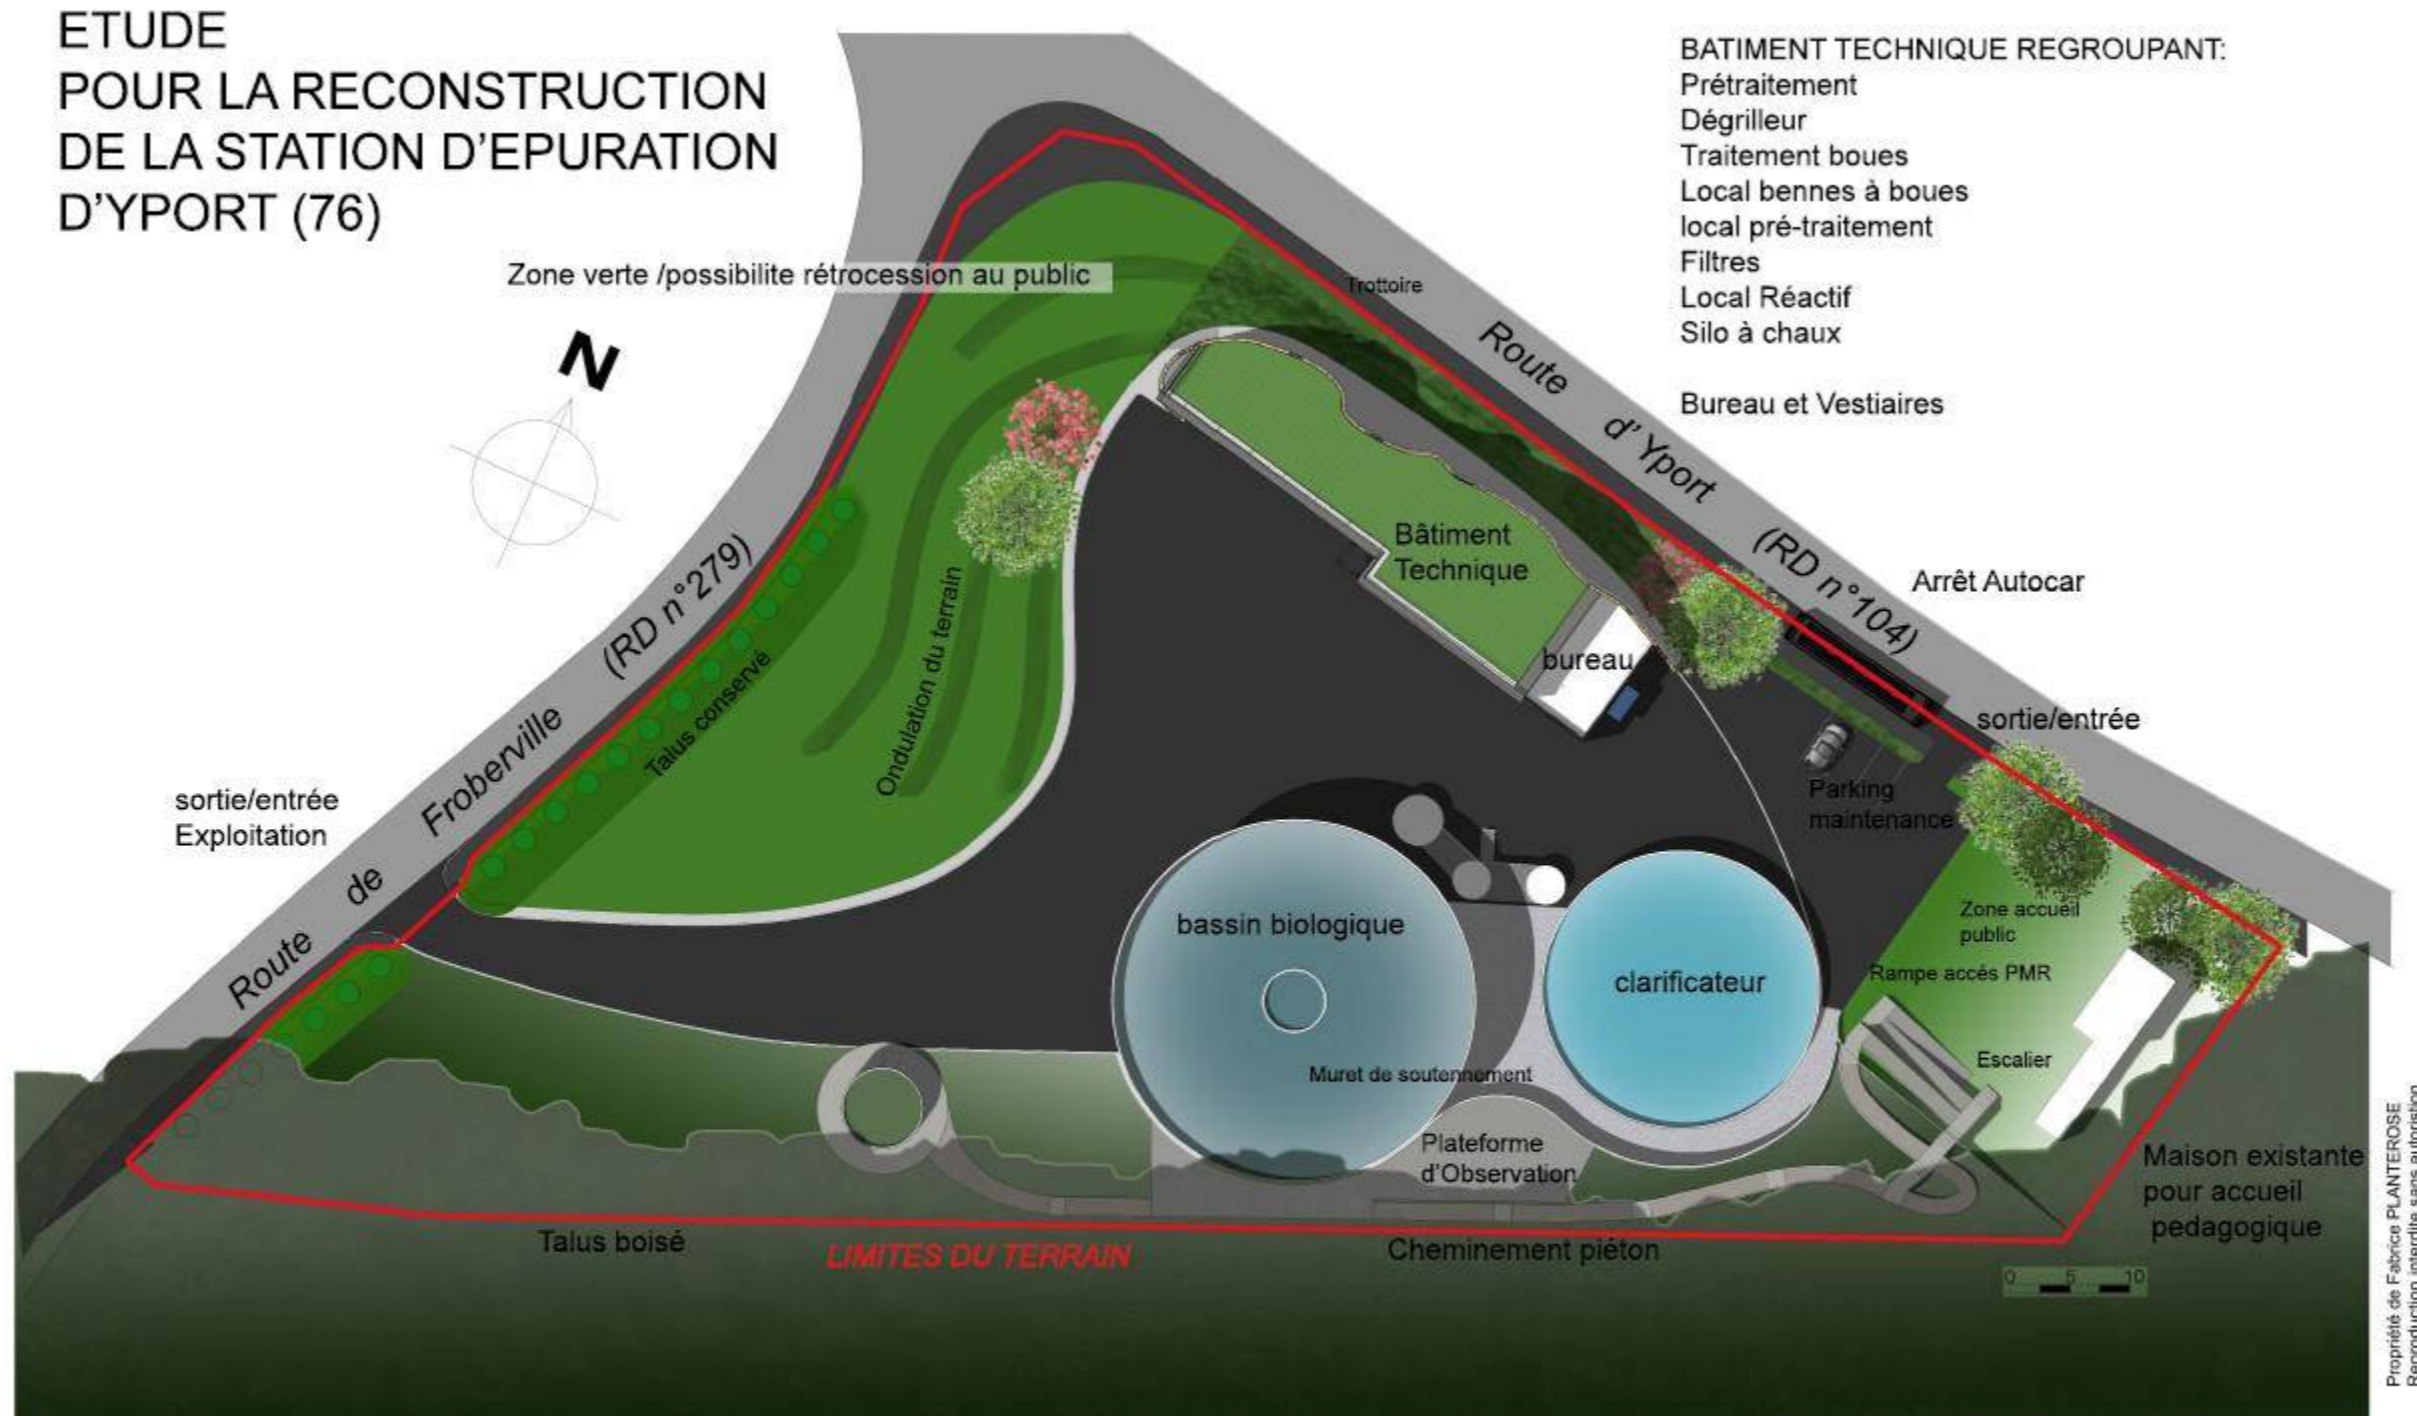 ETUDE
POUR LA RECONSTRUCTION
DE LA STATION D'EPURATION
D'YPORT (76)
BATIMENT TECHNIQUE REGROUPANT:
Prétraitement
Dégrilleur
Traitement boues
Local bennes à boues
local pré-traitement
Filtres
Local Réactif
Silo à chaux
Bureau et Vestiaires
Zone verte /possibilite rétrocession au public
N
Trottoire
Route d'Yport (RD n°104)
Arrêt Autocar
sortie/entrée
Bâtiment
Technique
bureau
Parking
maintenance
Route de Froberville (RD n°279)
Talus conservé
Ondulation du terrain
sortie/entrée
Exploitation
bassin biologique
clarificateur
Zone accueil
public
Rampe accés PMR
Escalier
Muret de soutennement
Plateforme
d'Observation
Maison existante
pour accueil
pedagogique
Talus boisé
LIMITES DU TERRAIN
Cheminement piéton
0 5 10
Propriété de Fabrice PLANTEROSE
Reproduction interdite sans autoristion